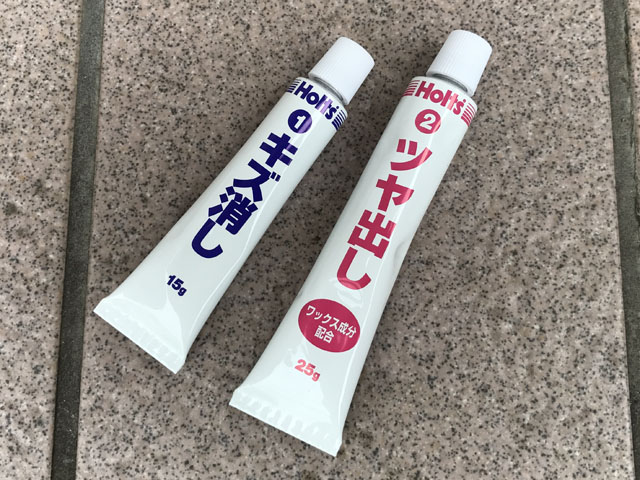 Holts
1
キズ消し
15g
Holts
2
ツヤ出し
ワックス成分
配合
25g